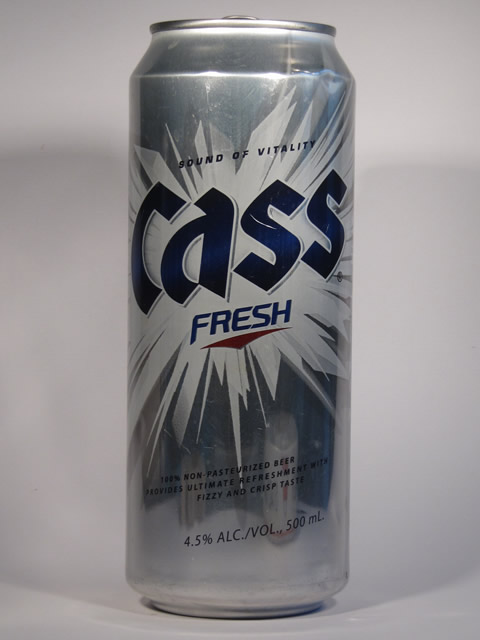 SOUND OF VITALITY
Cass
®
FRESH
100% NON-PASTEURIZED BEER
PROVIDES ULTIMATE REFRESHMENT WITH
FIZZY AND CRISP TASTE
4.5% ALC./VOL., 500 mL